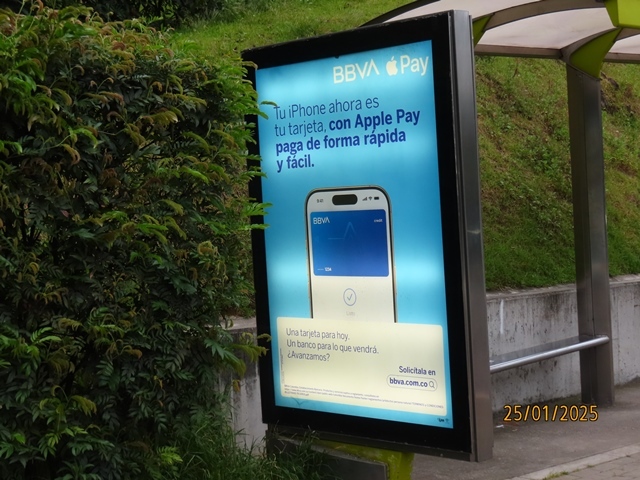 BBVA Pay
Tu iPhone ahora es
tu tarjeta, con Apple Pay
paga de forma rápida
y fácil.
BBVA
Una tarjeta para hoy.
Un banco para lo que vendrá.
¿Avanzamos?
Solicítala en
bbva.com.co
25/01/2025